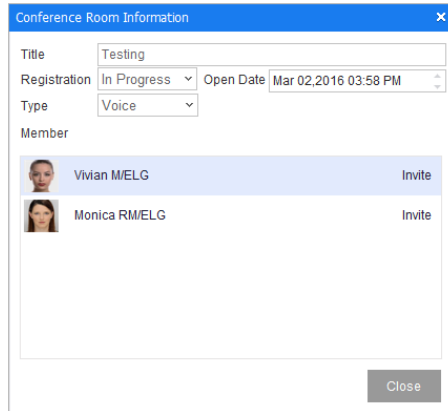 Conference Room Information
Title Testing
Registration In Progress Open Date Mar 02,2016 03:58 PM
Type Voice
Member
Vivian M/ELG Invite
Monica RM/ELG Invite
Close